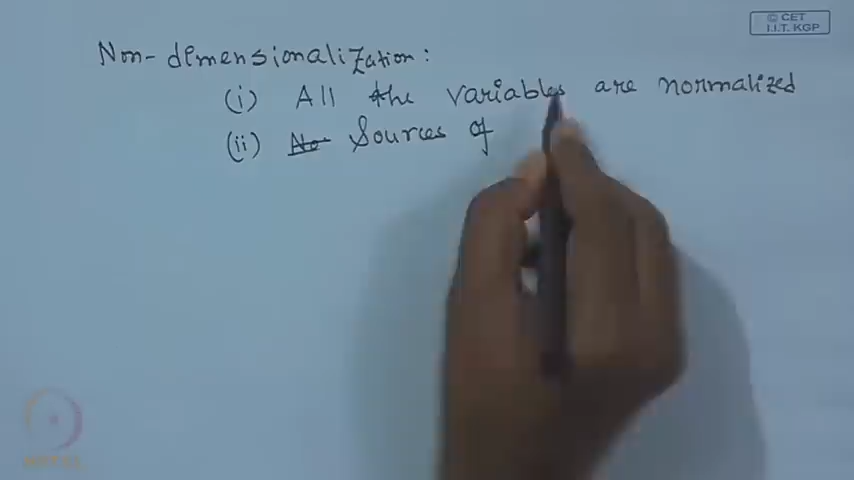 © CET
I.I.T. KGP
Non-dimensionalization:
(i) All the variables are normalized
(ii) No Sources of